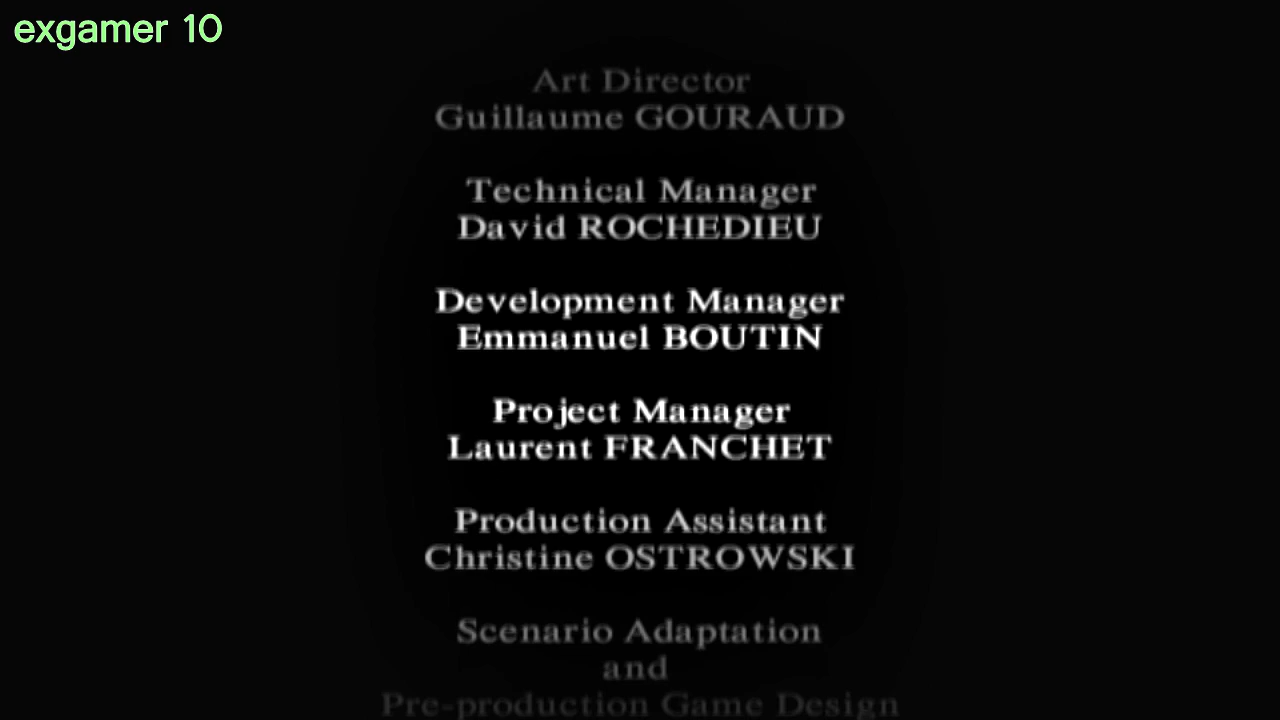 exgamer 10
Art Director
Guillaume GOURAUD
Technical Manager
David ROCHEDIEU
Development Manager
Emmanuel BOUTIN
Project Manager
Laurent FRANCHET
Production Assistant
Christine OSTROWSKI
Scenario Adaptation
and
Pre-production Game Design